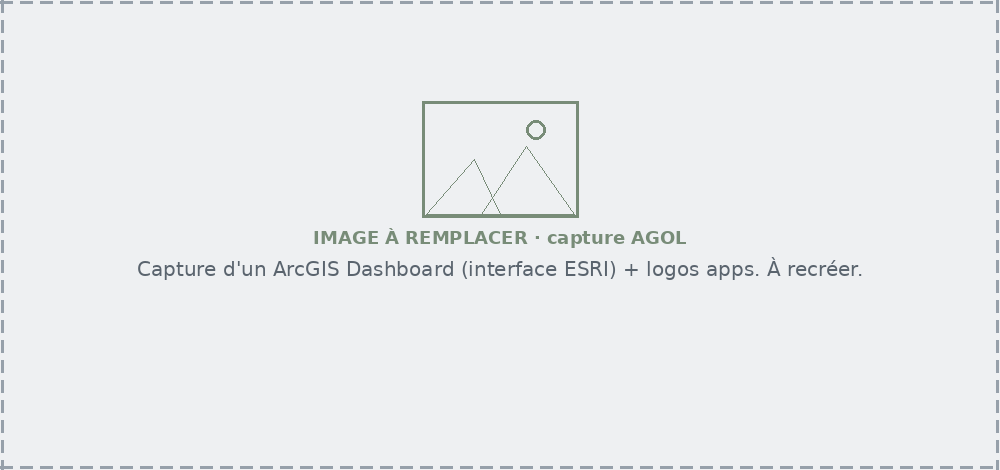 IMAGE À REMPLACER · capture AGOL
Capture d'un ArcGIS Dashboard (interface ESRI) + logos apps. À recréer.